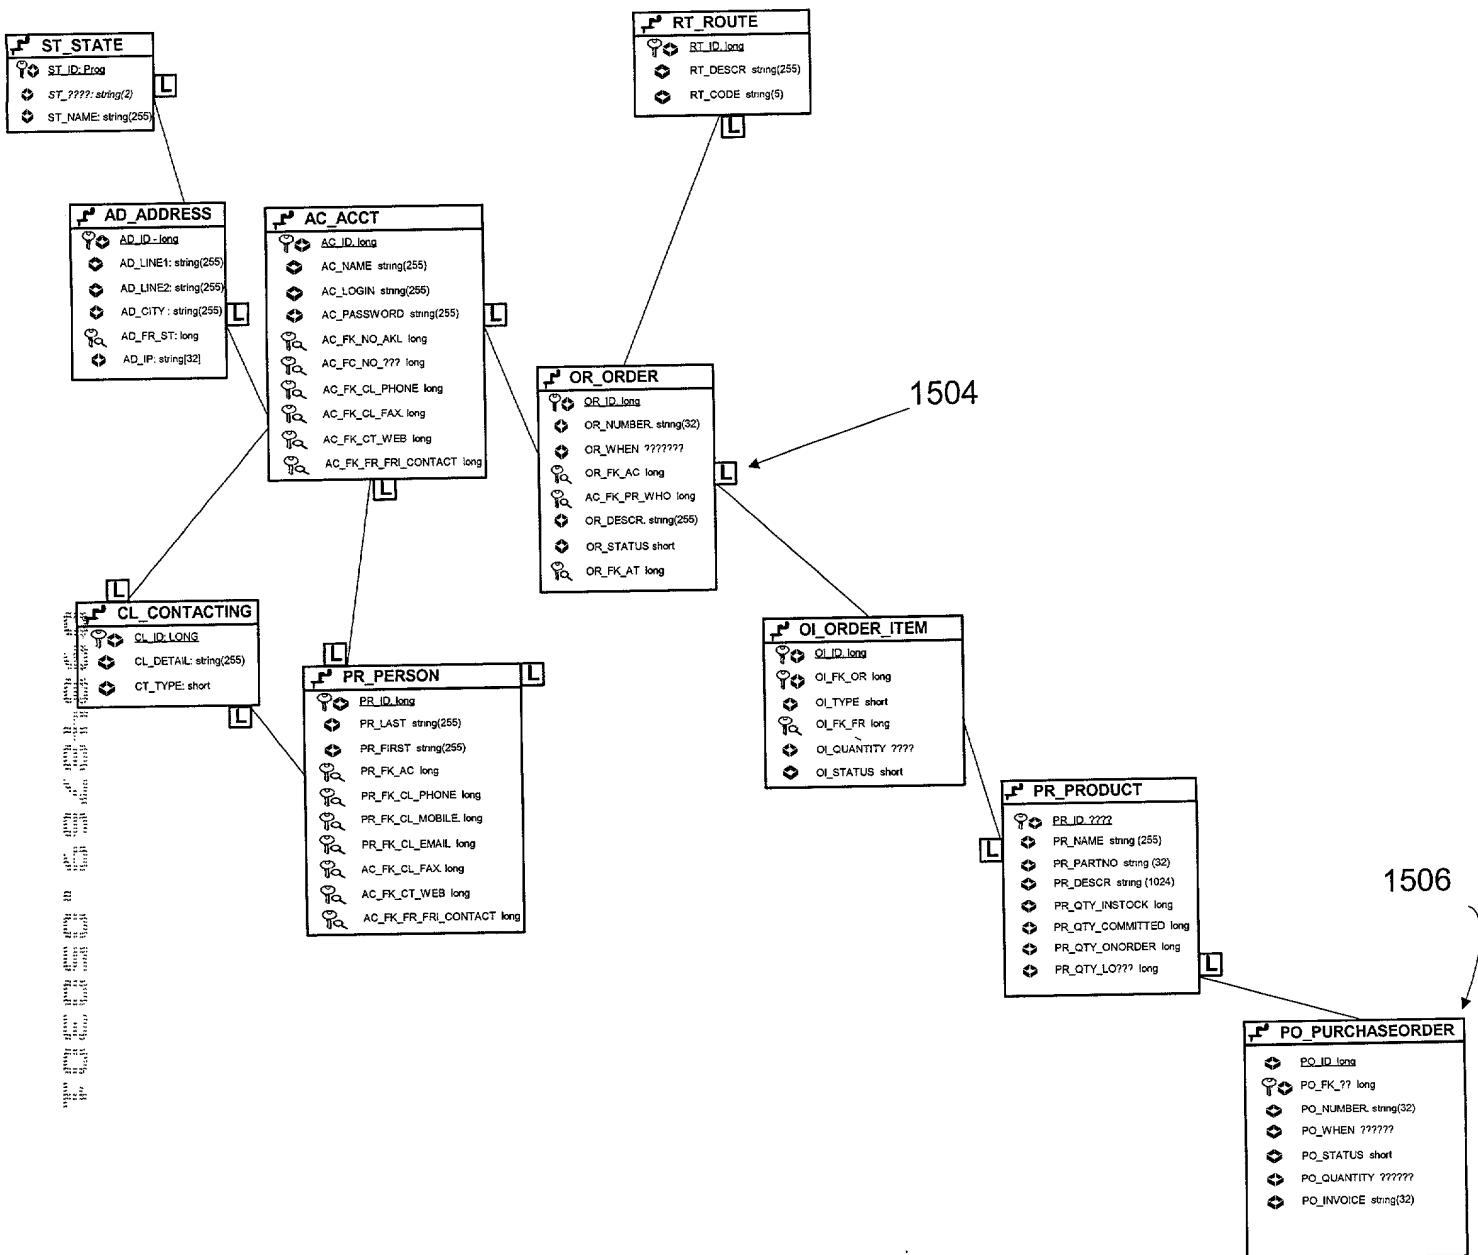 ST_STATE
ST_ID: Prog
ST_????: string(2)
ST_NAME: string(255)
L
RT_ROUTE
RT_ID. long
RT_DESCR string(255)
RT_CODE string(5)
L
AD_ADDRESS
AD_ID - long
AD_LINE1: string(255)
AD_LINE2: string(255)
AD_CITY : string(255)
AD_FR_ST: long
AD_IP: string[32]
L
AC_ACCT
AC_ID. long
AC_NAME string(255)
AC_LOGIN string(255)
AC_PASSWORD string(255)
AC_FK_NO_AKL long
AC_FC_NO_??? long
AC_FK_CL_PHONE long
AC_FK_CL_FAX. long
AC_FK_CT_WEB long
AC_FK_FR_FRI_CONTACT long
L
L
OR_ORDER
OR_ID. long
OR_NUMBER. string(32)
OR_WHEN ???????
OR_FK_AC long
AC_FK_PR_WHO long
OR_DESCR. string(255)
OR_STATUS short
OR_FK_AT long
L
1504
L
CL_CONTACTING
CL_ID: LONG
CL_DETAIL: string(255)
CT_TYPE: short
L
L
L
PR_PERSON
PR_ID. long
PR_LAST string(255)
PR_FIRST string(255)
PR_FK_AC long
PR_FK_CL_PHONE long
PR_FK_CL_MOBILE. long
PR_FK_CL_EMAIL long
AC_FK_CL_FAX. long
AC_FK_CT_WEB long
AC_FK_FR_FRI_CONTACT long
OI_ORDER_ITEM
OI_ID. long
OI_FK_OR long
OI_TYPE short
OI_FK_FR long
OI_QUANTITY ????
OI_STATUS short
PR_PRODUCT
PR_ID ????
PR_NAME string (255)
PR_PARTNO string (32)
PR_DESCR string (1024)
PR_QTY_INSTOCK long
PR_QTY_COMMITTED long
PR_QTY_ONORDER long
PR_QTY_LO??? long
L
L
1506
PO_PURCHASEORDER
PO_ID long
PO_FK_?? long
PO_NUMBER. string(32)
PO_WHEN ??????
PO_STATUS short
PO_QUANTITY ??????
PO_INVOICE string(32)